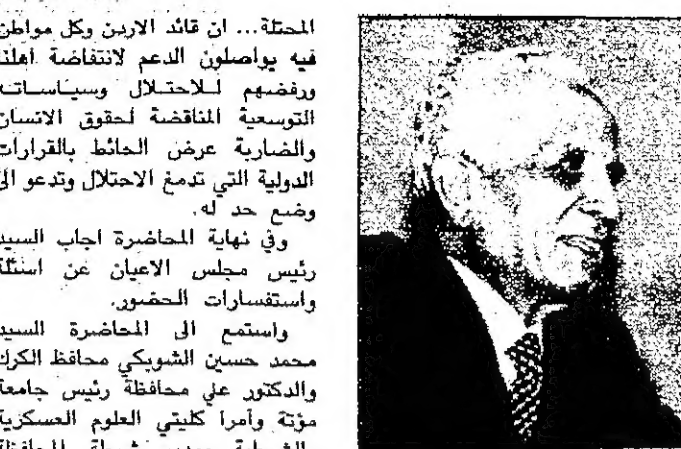 المحتلة... ان قائد الاردن وكل مواطن
فيه يواصلون الدعم لانتفاضة اهلنا
ورفضهم للاحتلال وسياساته
التوسعية المناقضة لحقوق الانسان
والضاربة عرض الحائط بالقرارات
الدولية التي تدمغ الاحتلال وتدعو الى
وضع حد له.
وفي نهاية المحاضرة اجاب السيد
رئيس مجلس الاعيان عن اسئلة
واستفسارات الحضور.
واستمع الى المحاضرة السيد
محمد حسين الشوبكي محافظ الكرك
والدكتور علي محافظة رئيس جامعة
مؤتة وأمرا كليتي العلوم العسكرية